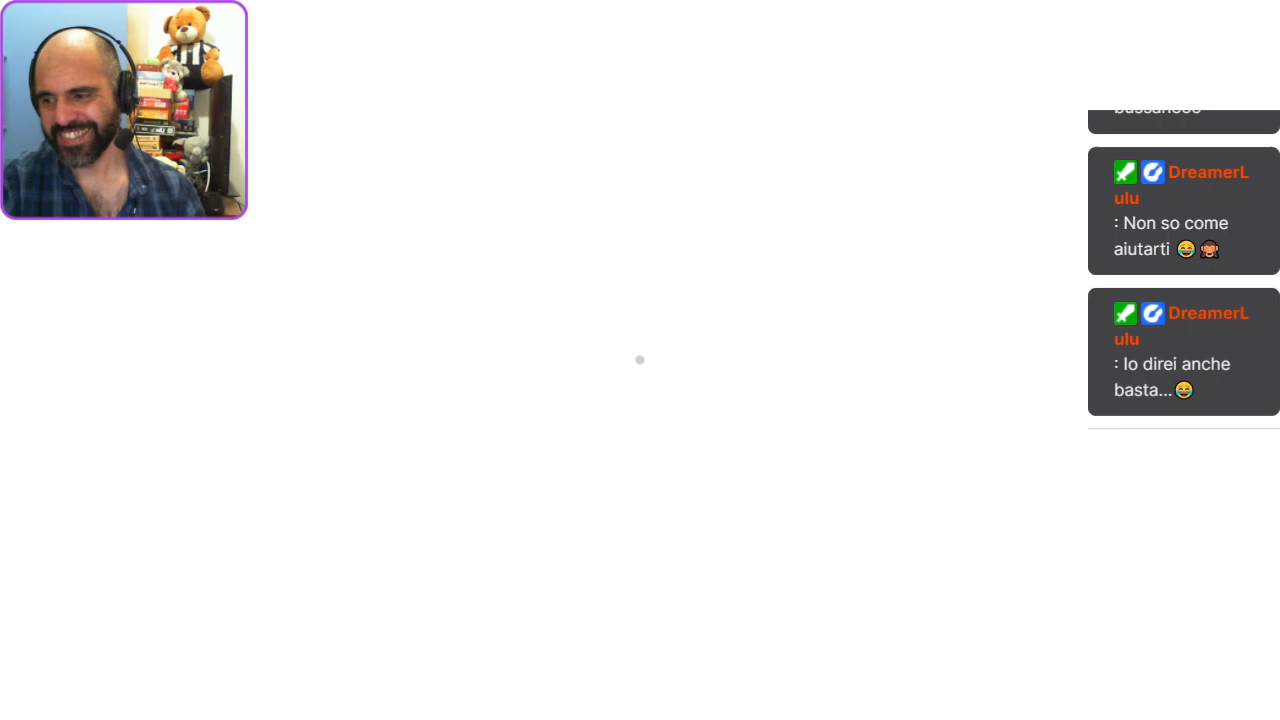 DreamerL
ulu
: Non so come
aiutarti 😂🙈
DreamerL
ulu
: Io direi anche
basta...😂